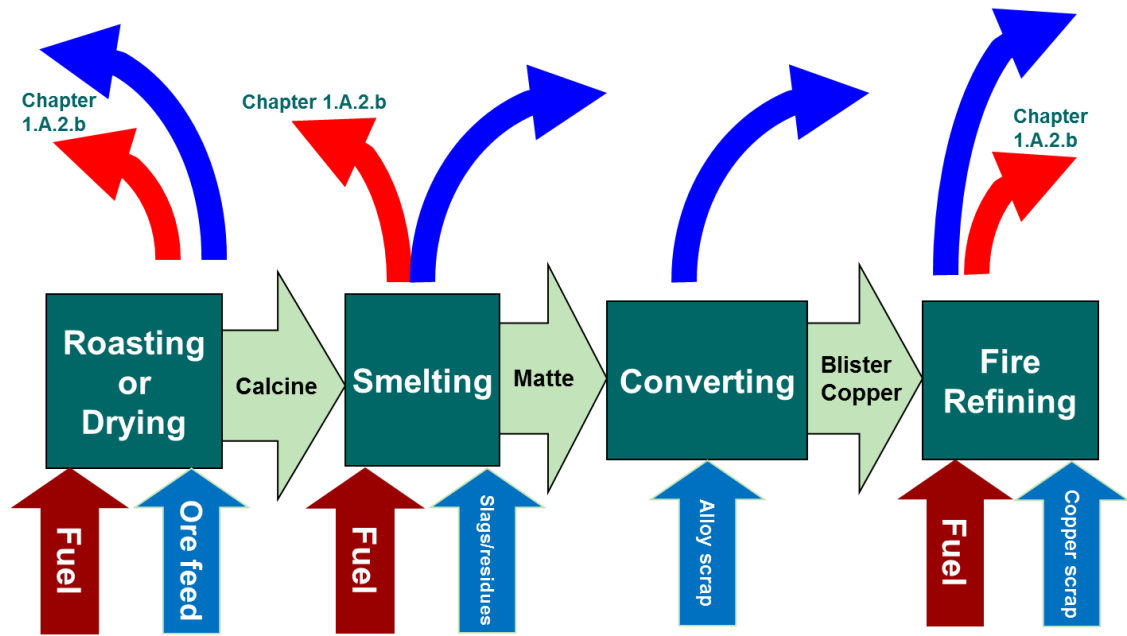 Chapter
1.A.2.b
Chapter 1.A.2.b
Chapter
1.A.2.b
Roasting
or
Drying
Calcine
Smelting
Matte
Converting
Blister
Copper
Fire
Refining
Fuel
Ore feed
Fuel
Slags/residues
Alloy scrap
Fuel
Copper scrap